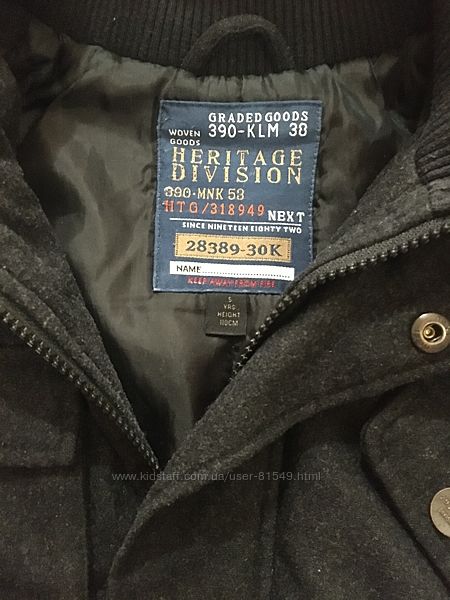 GRADED GOODS
WOVEN GOODS 390-KLM 38
HERITAGE
DIVISION
390-MNK 53
HTG/318949 NEXT
SINCE NINETEEN EIGHTY TWO
28389-30K
NAME
KEEP AWAY FROM FIRE
5
YRS
HEIGHT
110CM
www.kidstaff.com.ua/user-81549.html